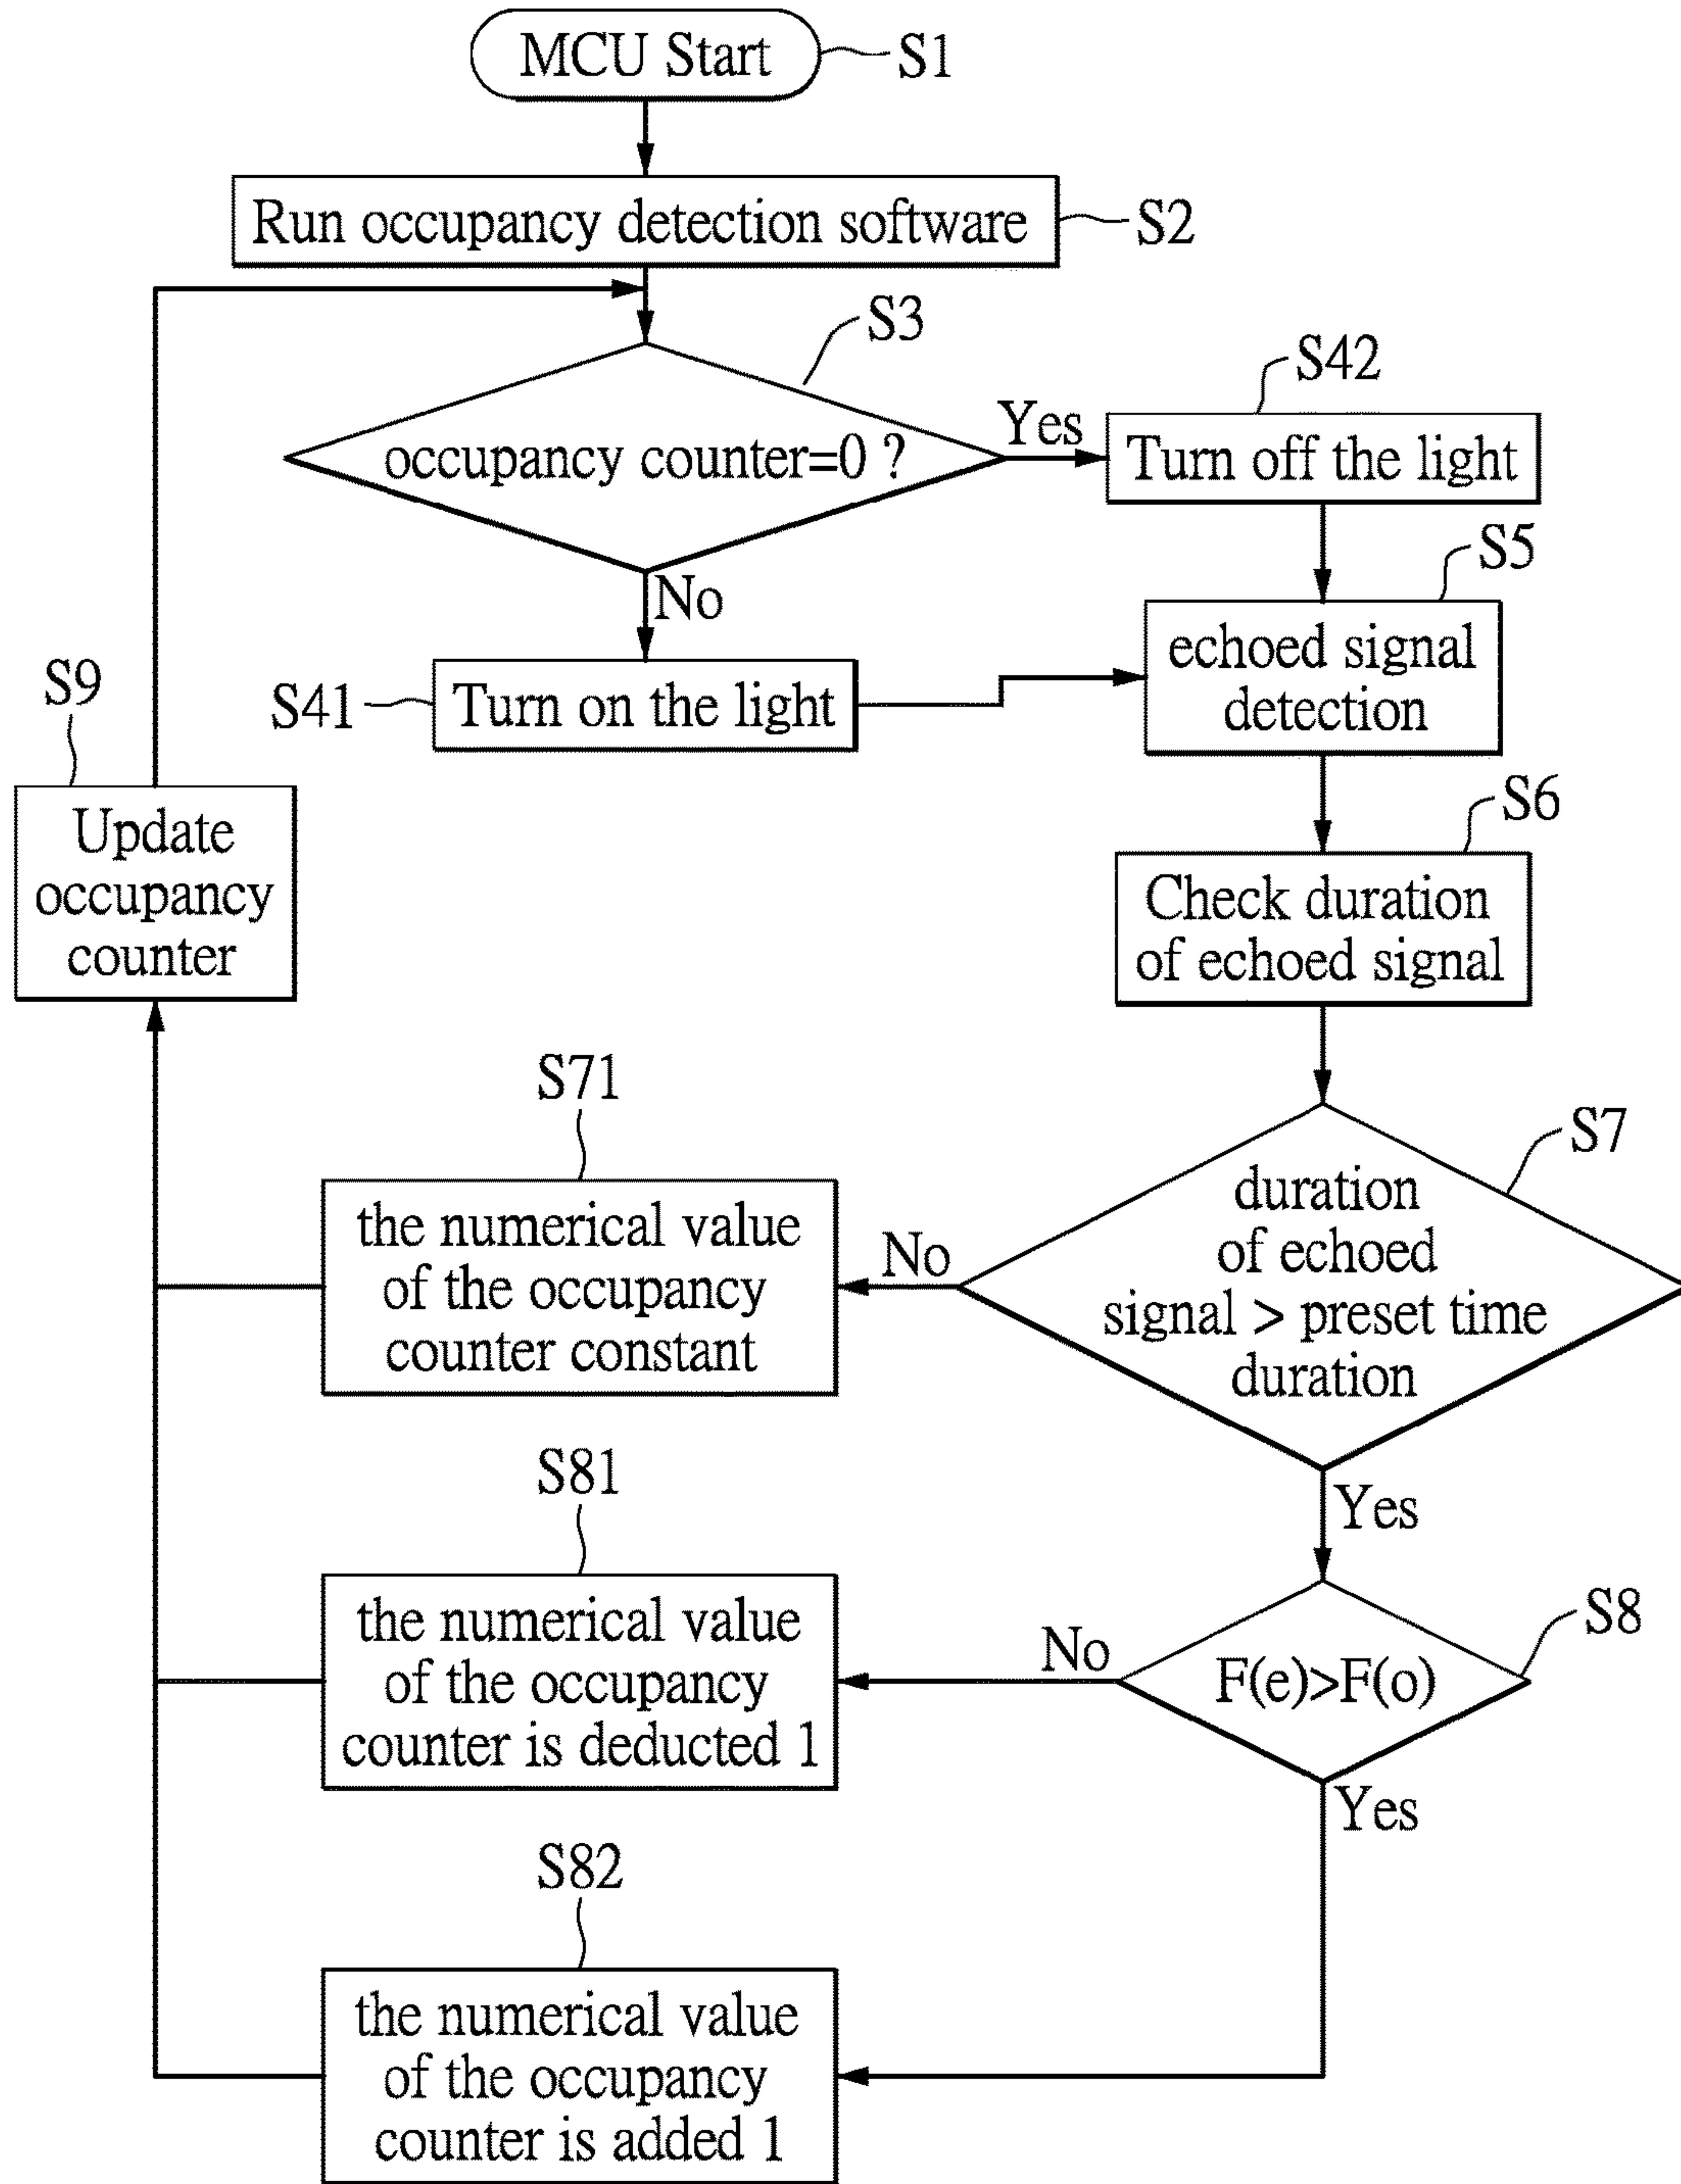 MCU Start
S1
Run occupancy detection software
S2
S3
occupancy counter=0 ?
Yes
S42
Turn off the light
No
S41
Turn on the light
S5
echoed signal
detection
S9
Update
occupancy
counter
S6
Check duration
of echoed signal
S7
duration
of echoed
signal > preset time
duration
No
S71
the numerical value
of the occupancy
counter constant
Yes
S8
F(e)>F(o)
No
S81
the numerical value
of the occupancy
counter is deducted 1
Yes
S82
the numerical value
of the occupancy
counter is added 1